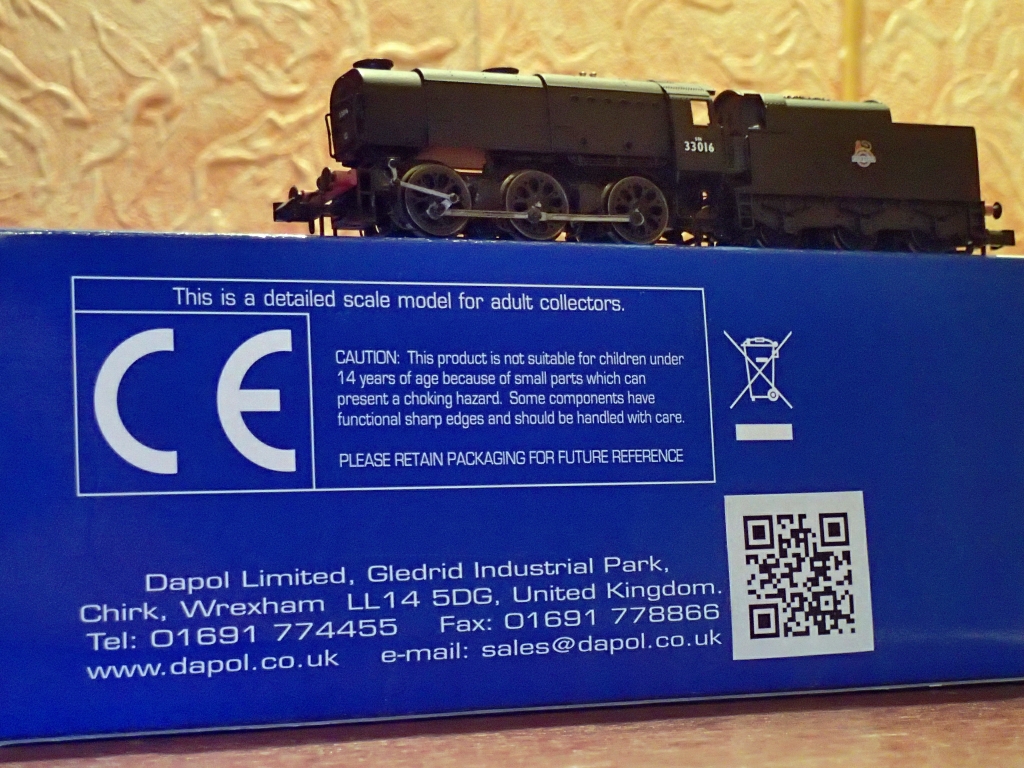 33016
This is a detailed scale model for adult collectors.
CE
CAUTION: This product is not suitable for children under
14 years of age because of small parts which can
present a choking hazard. Some components have
functional sharp edges and should be handled with care.
PLEASE RETAIN PACKAGING FOR FUTURE REFERENCE
Dapol Limited, Gledrid Industrial Park,
Chirk, Wrexham LL14 5DG, United Kingdom.
Tel: 01691 774455 Fax: 01691 778866
www.dapol.co.uk e-mail: sales@dapol.co.uk